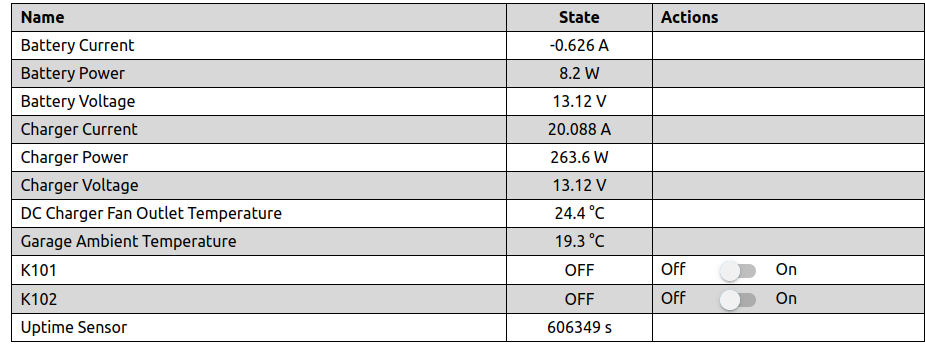 Name State Actions
Battery Current -0.626 A
Battery Power 8.2 W
Battery Voltage 13.12 V
Charger Current 20.088 A
Charger Power 263.6 W
Charger Voltage 13.12 V
DC Charger Fan Outlet Temperature 24.4 °C
Garage Ambient Temperature 19.3 °C
K101 OFF Off On
K102 OFF Off On
Uptime Sensor 606349 s